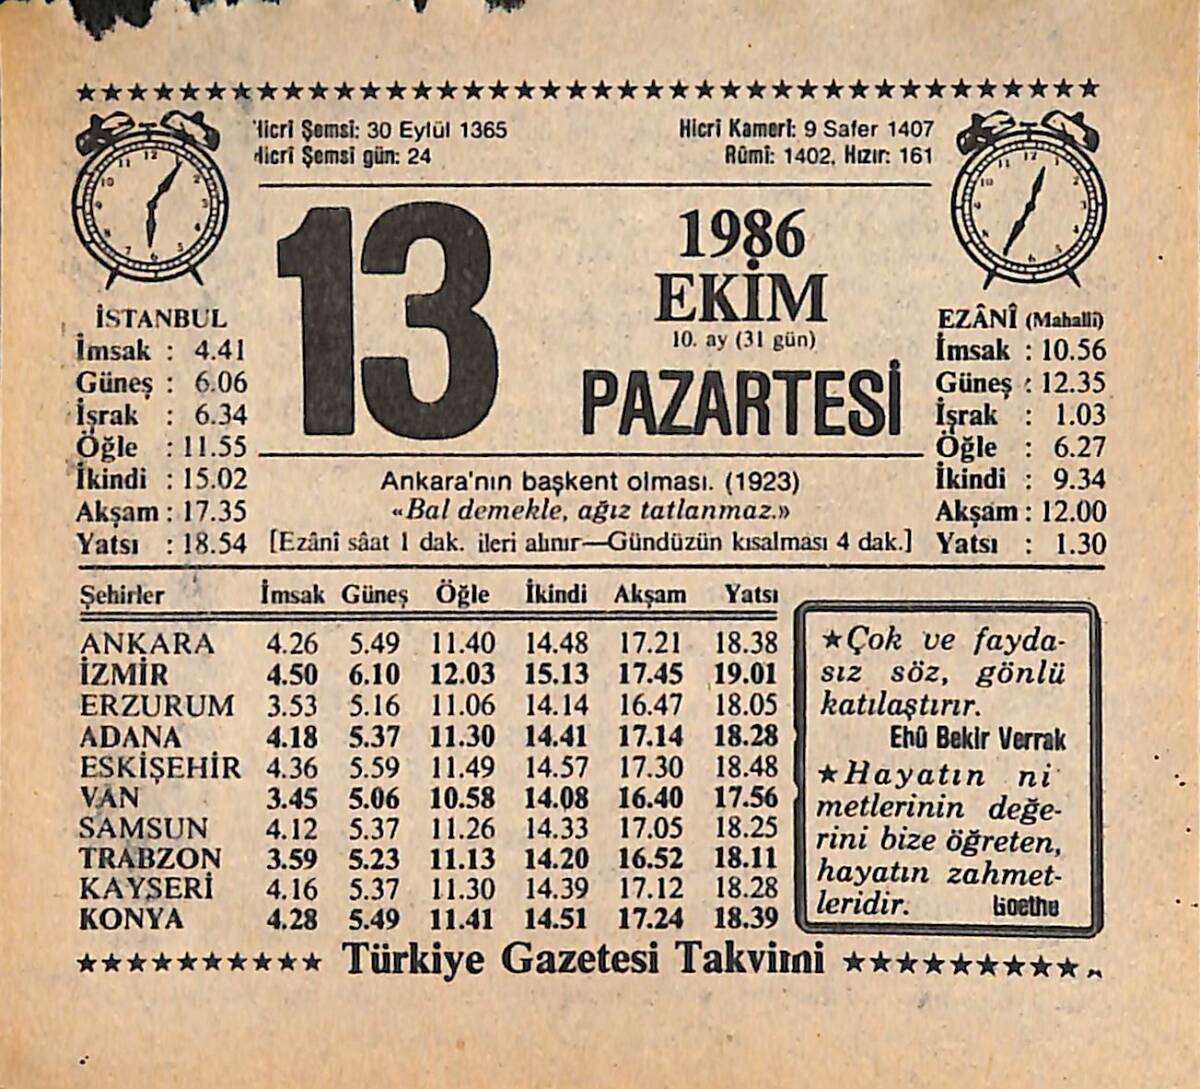 Hicrî Şemsî: 30 Eylül 1365
Hicrî Şemsî gün: 24
Hicrî Kamerî: 9 Safer 1407
Rûmî: 1402, Hızır: 161
13
1986
EKİM
10. ay (31 gün)
PAZARTESİ
İSTANBUL
İmsak : 4.41
Güneş : 6.06
İşrak : 6.34
Öğle : 11.55
İkindi : 15.02
Akşam : 17.35
Yatsı : 18.54
EZÂNÎ (Mahallî)
İmsak : 10.56
Güneş : 12.35
İşrak : 1.03
Öğle : 6.27
İkindi : 9.34
Akşam : 12.00
Yatsı : 1.30
Ankara'nın başkent olması. (1923)
«Bal demekle, ağız tatlanmaz.»
[Ezânî sâat 1 dak. ileri alınır—Gündüzün kısalması 4 dak.]
Şehirler İmsak Güneş Öğle İkindi Akşam Yatsı
ANKARA 4.26 5.49 11.40 14.48 17.21 18.38
İZMİR 4.50 6.10 12.03 15.13 17.45 19.01
ERZURUM 3.53 5.16 11.06 14.14 16.47 18.05
ADANA 4.18 5.37 11.30 14.41 17.14 18.28
ESKİŞEHİR 4.36 5.59 11.49 14.57 17.30 18.48
VAN 3.45 5.06 10.58 14.08 16.40 17.56
SAMSUN 4.12 5.37 11.26 14.33 17.05 18.25
TRABZON 3.59 5.23 11.13 14.20 16.52 18.11
KAYSERİ 4.16 5.37 11.30 14.39 17.12 18.28
KONYA 4.28 5.49 11.41 14.51 17.24 18.39
★Çok ve fayda-
sız söz, gönlü
katılaştırır.
Ebû Bekir Verrak
★Hayatın ni
metlerinin değe-
rini bize öğreten,
hayatın zahmet-
leridir. Goethe
Türkiye Gazetesi Takvimi